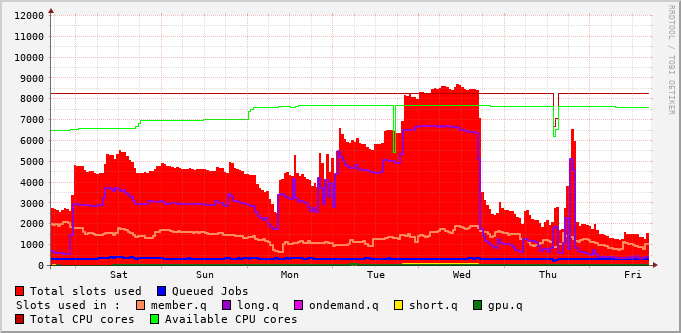 RRDTOOL / TOBI OETIKER
12000
11000
10000
9000
8000
7000
6000
5000
4000
3000
2000
1000
0
Sat Sun Mon Tue Wed Thu Fri
Total slots used Queued Jobs
Slots used in : member.q long.q ondemand.q short.q gpu.q
Total CPU cores Available CPU cores